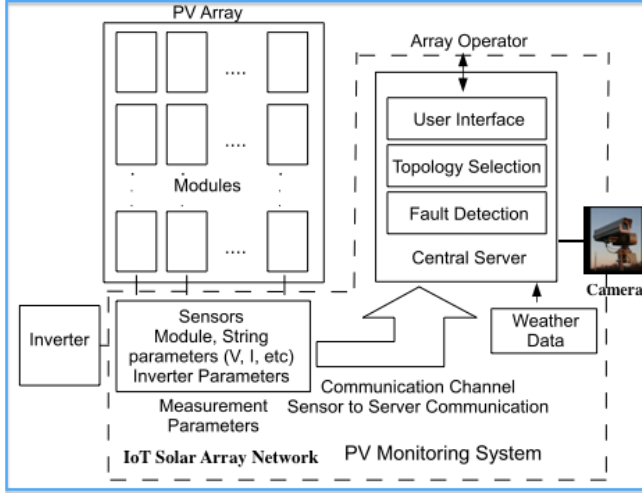 PV Array
....
....
Modules
....
Array Operator
User Interface
Topology Selection
Fault Detection
Central Server
Camera
Inverter
Sensors
Module, String
parameters (V, I, etc)
Inverter Parameters
Weather
Data
Measurement
Parameters
Communication Channel
Sensor to Server Communication
IoT Solar Array Network
PV Monitoring System